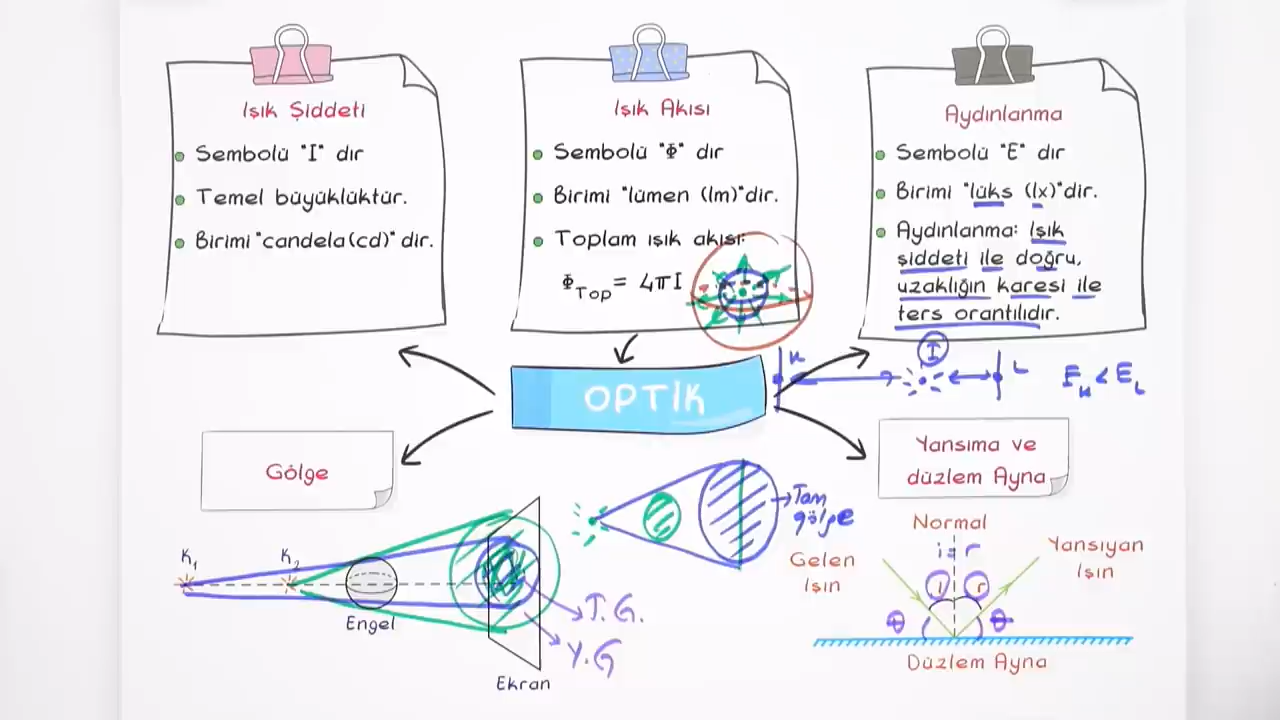 Işık Şiddeti
Sembolü "I" dır
Temel büyüklüktür.
Birimi "candela(cd)" dir.
Işık Akısı
Sembolü "Φ" dır
Birimi "lümen (lm)"dir.
Toplam ışık akısı:
Φ_Top = 4πI
Aydınlanma
Sembolü "E" dır
Birimi "lüks (lx)"dir.
Aydınlanma: Işık
şiddeti ile doğru,
uzaklığın karesi ile
ters orantılıdır.
OPTİK
K
I
L
E_K < E_L
Gölge
K₁
K₂
Engel
Ekran
T.G.
Y.G
Tam
gölge
Yansıma ve
düzlem Ayna
Normal
i=r
Gelen
Işın
Yansıyan
Işın
i
r
θ
θ
Düzlem Ayna